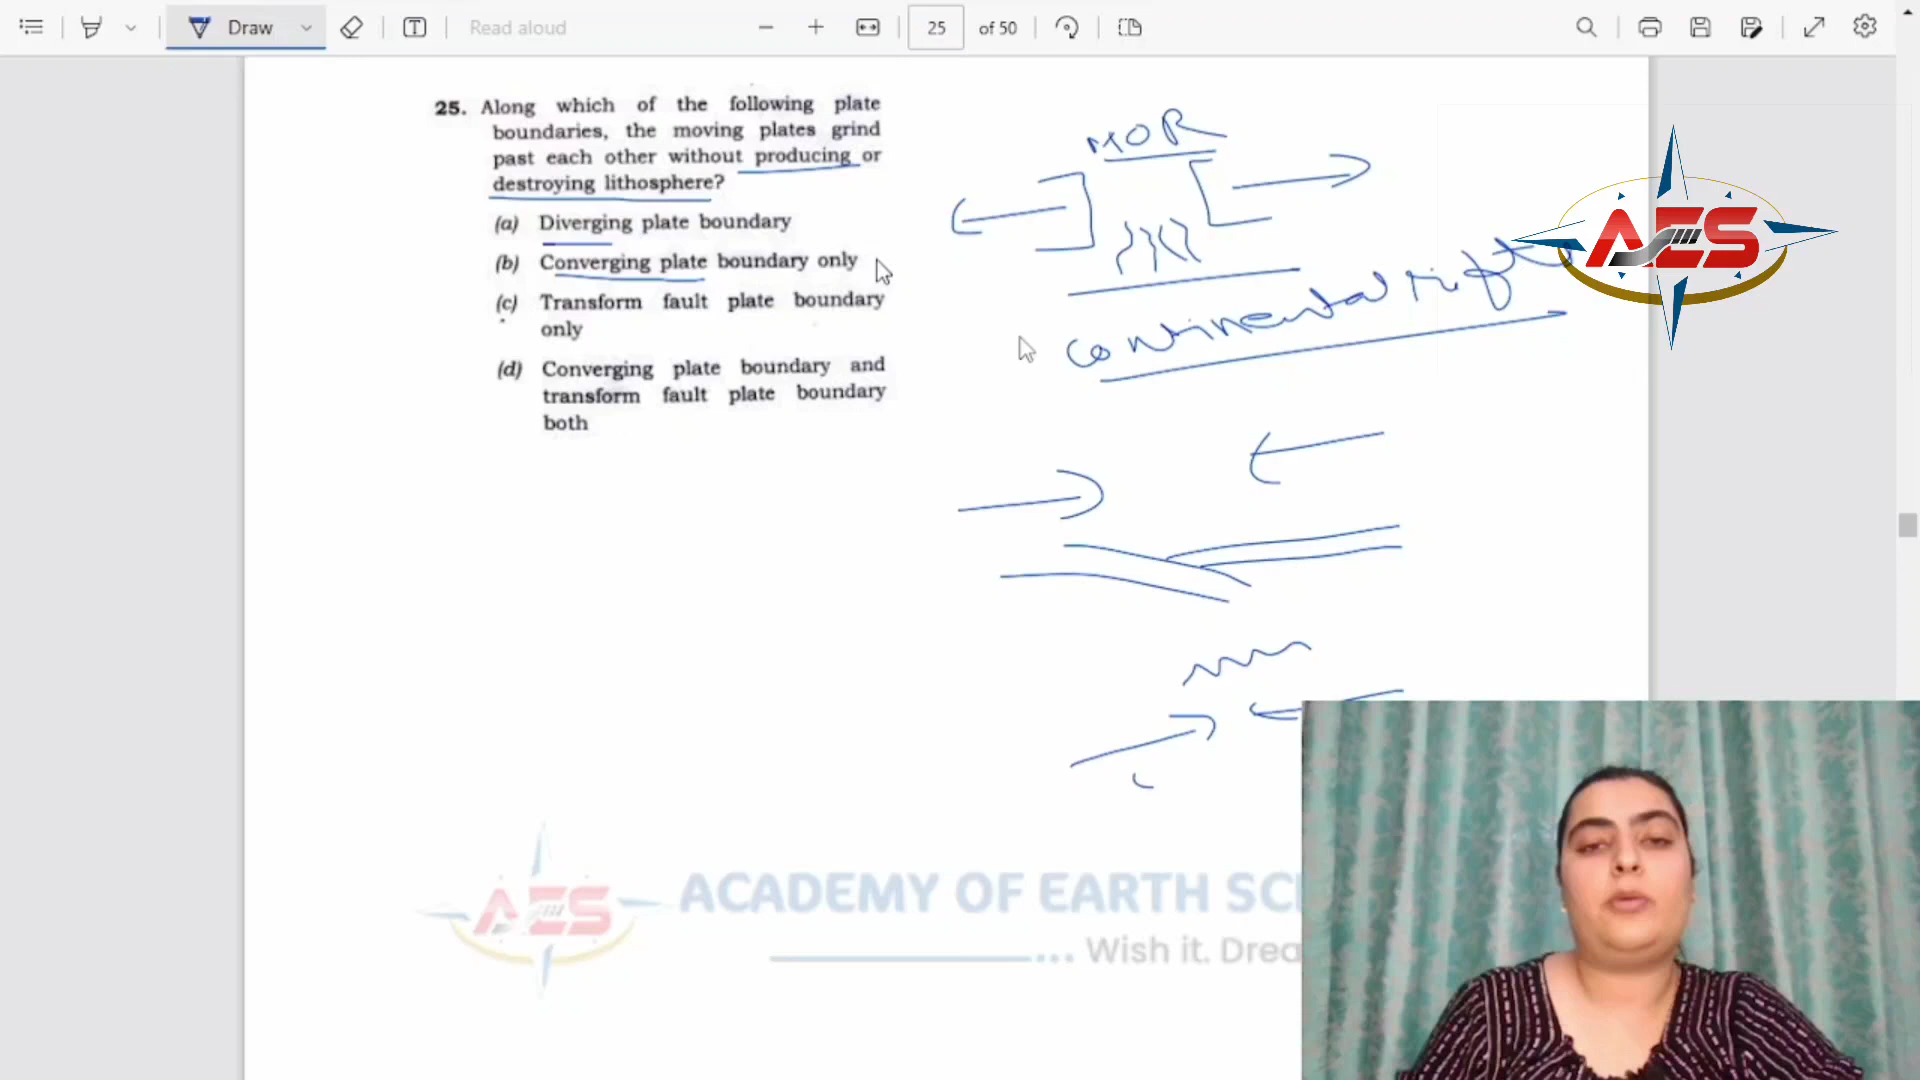 Draw
Read aloud
25
of 50
25. Along which of the following plate
boundaries, the moving plates grind
past each other without producing or
destroying lithosphere?
(a) Diverging plate boundary
(b) Converging plate boundary only
(c) Transform fault plate boundary
only
(d) Converging plate boundary and
transform fault plate boundary
both
MOR
continental rift
AES
AES
ACADEMY OF EARTH SC
Wish it. Drea